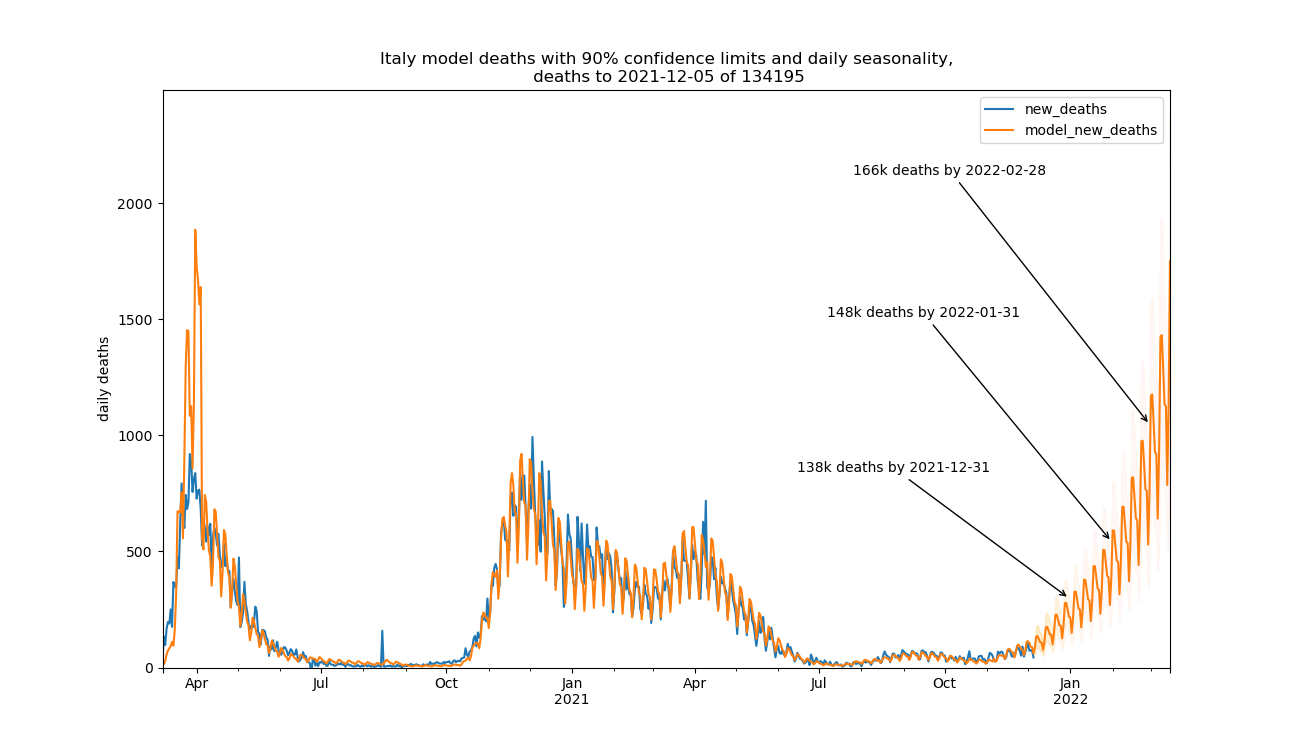 Italy model deaths with 90% confidence limits and daily seasonality,
deaths to 2021-12-05 of 134195
new_deaths
model_new_deaths
166k deaths by 2022-02-28
148k deaths by 2022-01-31
138k deaths by 2021-12-31
daily deaths
2000
1500
1000
500
0
Apr Jul Oct Jan Apr Jul Oct Jan
2021 2022